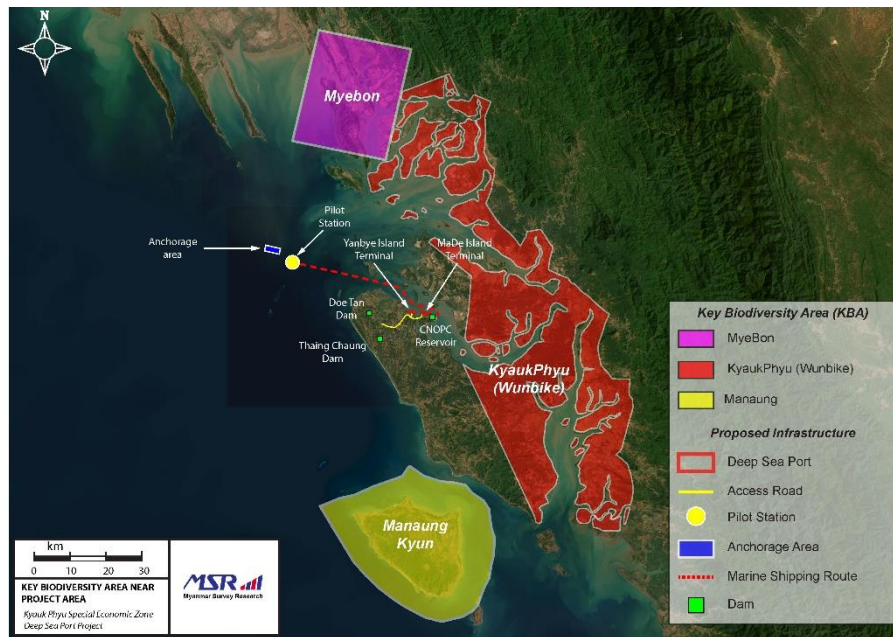 N
Myebon
Pilot
Station
Anchorage
area
Yanbye Island
Terminal
MaDe Island
Terminal
Doe Tan
Dam
CNOPC
Reservoir
Thaing Chaung
Dam
KyaukPhyu
(Wunbike)
Manaung
Kyun
Key Biodiversity Area (KBA)
MyeBon
KyaukPhyu (Wunbike)
Manaung
Proposed Infrastructure
Deep Sea Port
Access Road
Pilot Station
Anchorage Area
Marine Shipping Route
Dam
km
0 10 20 30
KEY BIODIVERSITY AREA NEAR
PROJECT AREA
Kyauk Phyu Special Economic Zone
Deep Sea Port Project
MSR
Myanmar Survey Research